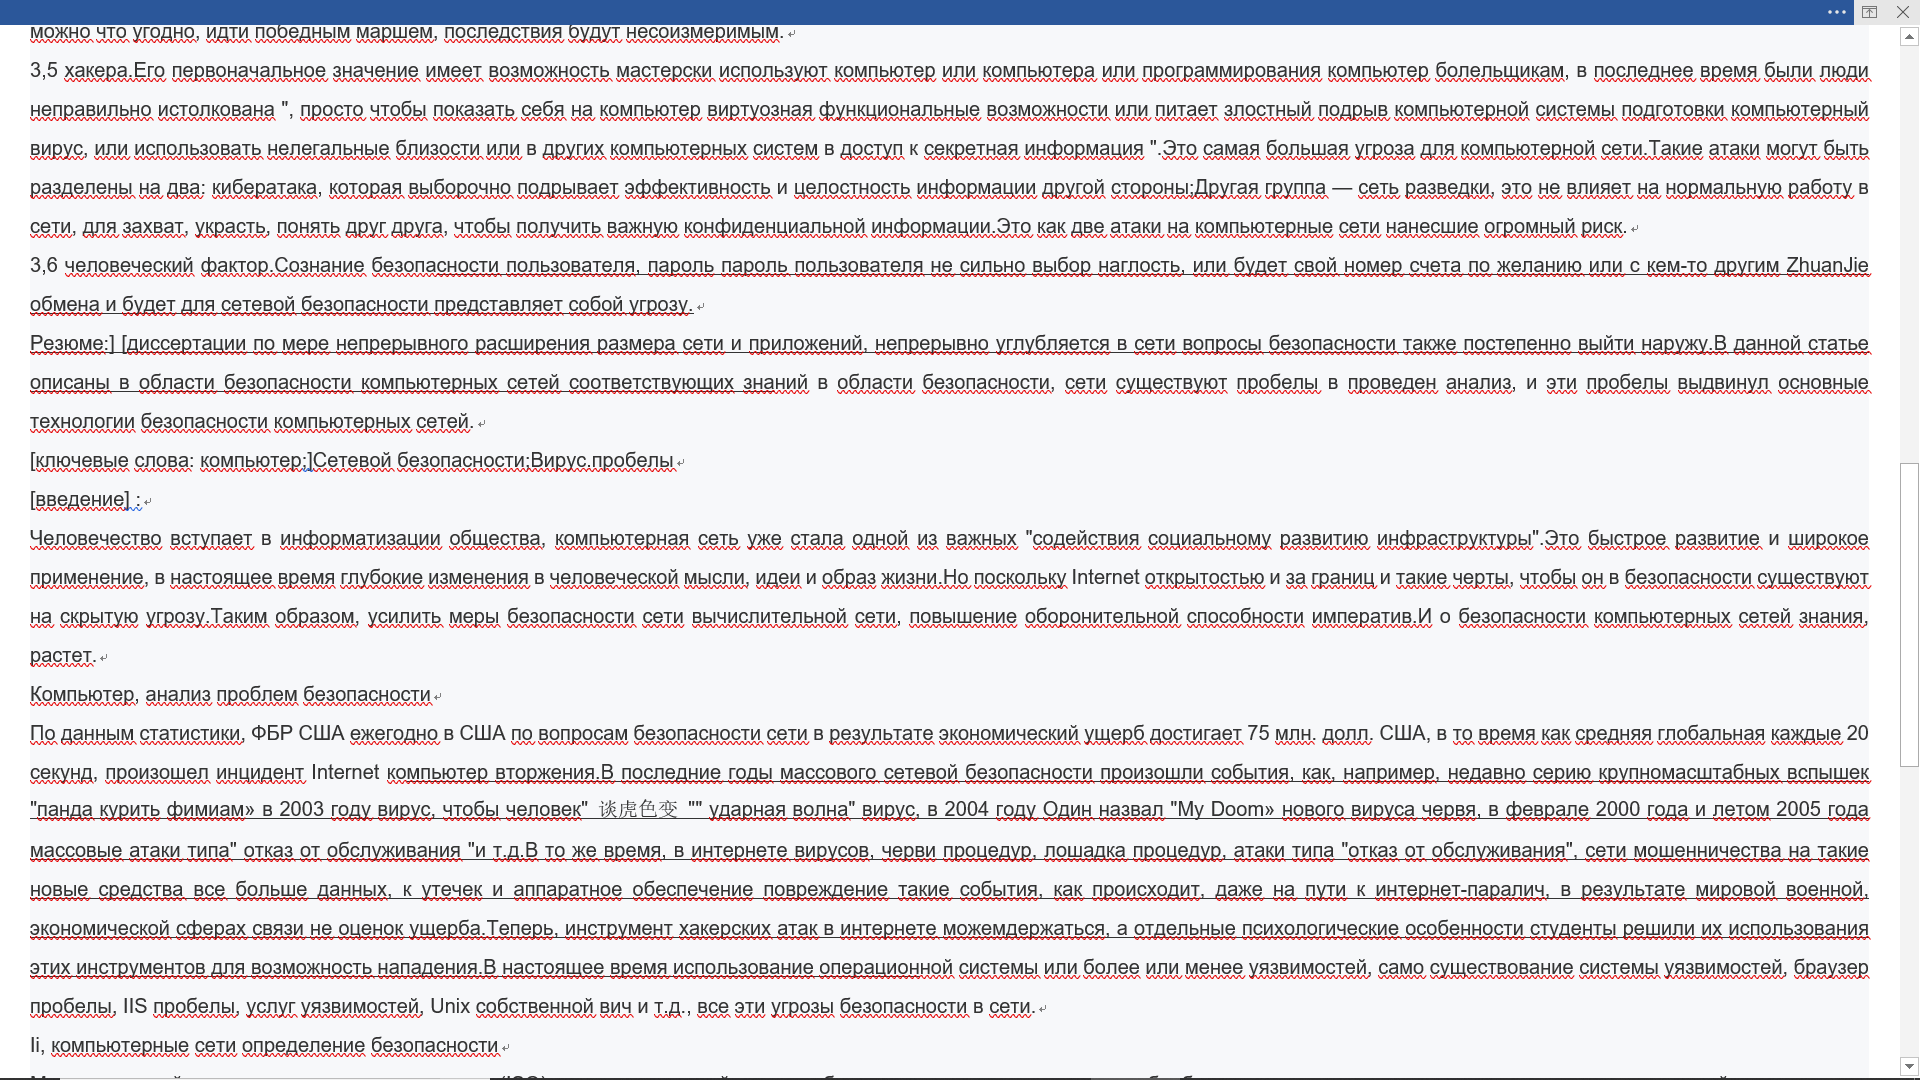 можно что угодно, идти победным маршем, последствия будут несоизмеримым.
3,5 хакера.Его первоначальное значение имеет возможность мастерски используют компьютер или компьютера или программирования компьютер болельщикам, в последнее время были люди
неправильно истолкована ", просто чтобы показать себя на компьютер виртуозная функциональные возможности или питает злостный подрыв компьютерной системы подготовки компьютерный
вирус, или использовать нелегальные близости или в других компьютерных систем в доступ к секретная информация ".Это самая большая угроза для компьютерной сети.Такие атаки могут быть
разделены на два: кибератака, которая выборочно подрывает эффективность и целостность информации другой стороны;Другая группа — сеть разведки, это не влияет на нормальную работу в
сети, для захват, украсть, понять друг друга, чтобы получить важную конфиденциальной информации.Это как две атаки на компьютерные сети нанесшие огромный риск.
3,6 человеческий фактор.Сознание безопасности пользователя, пароль пароль пользователя не сильно выбор наглость, или будет свой номер счета по желанию или с кем-то другим ZhuanJie
обмена и будет для сетевой безопасности представляет собой угрозу.
Резюме:] [диссертации по мере непрерывного расширения размера сети и приложений, непрерывно углубляется в сети вопросы безопасности также постепенно выйти наружу.В данной статье
описаны в области безопасности компьютерных сетей соответствующих знаний в области безопасности, сети существуют пробелы в проведен анализ, и эти пробелы выдвинул основные
технологии безопасности компьютерных сетей.
[ключевые слова: компьютер;]Сетевой безопасности;Вирус.пробелы
[введение] :
Человечество вступает в информатизации общества, компьютерная сеть уже стала одной из важных "содействия социальному развитию инфраструктуры".Это быстрое развитие и широкое
применение, в настоящее время глубокие изменения в человеческой мысли, идеи и образ жизни.Но поскольку Internet открытостью и за границ и такие черты, чтобы он в безопасности существуют
на скрытую угрозу.Таким образом, усилить меры безопасности сети вычислительной сети, повышение оборонительной способности императив.И о безопасности компьютерных сетей знания,
растет.
Компьютер, анализ проблем безопасности
По данным статистики, ФБР США ежегодно в США по вопросам безопасности сети в результате экономический ущерб достигает 75 млн. долл. США, в то время как средняя глобальная каждые 20
секунд, произошел инцидент Internet компьютер вторжения.В последние годы массового сетевой безопасности произошли события, как, например, недавно серию крупномасштабных вспышек
"панда курить фимиам» в 2003 году вирус, чтобы человек" 谈虎色变 "" ударная волна" вирус, в 2004 году Один назвал "My Doom» нового вируса червя, в феврале 2000 года и летом 2005 года
массовые атаки типа" отказ от обслуживания "и т.д.В то же время, в интернете вирусов, черви процедур, лошадка процедур, атаки типа "отказ от обслуживания", сети мошенничества на такие
новые средства все больше данных, к утечек и аппаратное обеспечение повреждение такие события, как происходит, даже на пути к интернет-паралич, в результате мировой военной,
экономической сферах связи не оценок ущерба.Теперь, инструмент хакерских атак в интернете можемдержаться, а отдельные психологические особенности студенты решили их использования
этих инструментов для возможность нападения.В настоящее время использование операционной системы или более или менее уязвимостей, само существование системы уязвимостей, браузер
пробелы, IIS пробелы, услуг уязвимостей, Unix собственной вич и т.д., все эти угрозы безопасности в сети.
Ii, компьютерные сети определение безопасности